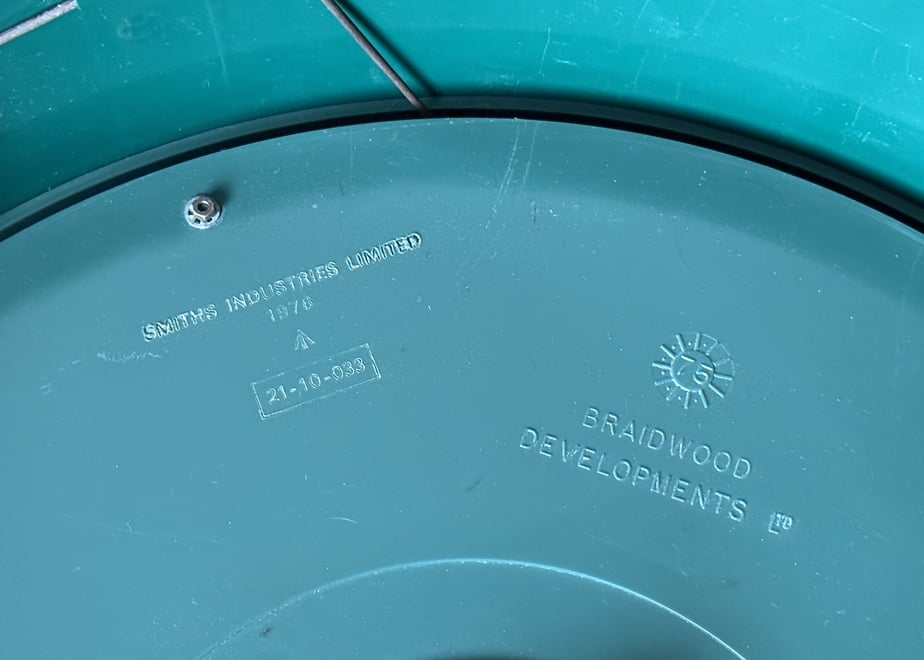 SMITHS INDUSTRIES LIMITED
1976
21-10-033
75
BRAIDWOOD
DEVELOPMENTS LTD